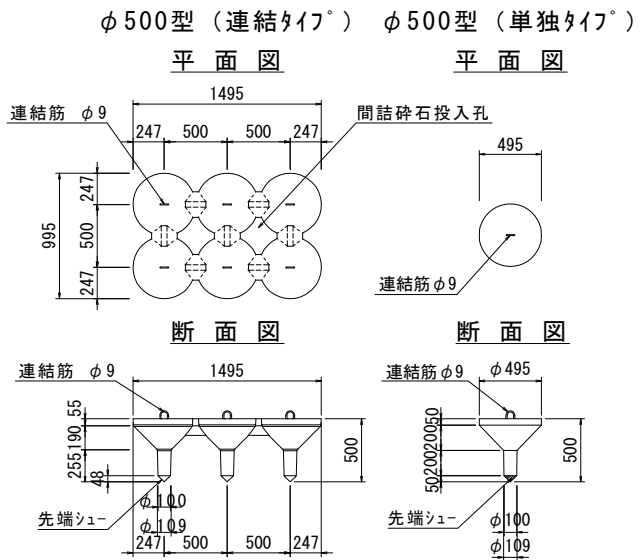 φ500型（連結ﾀｲﾌﾟ）
平面図
1495
連結筋 φ9
間詰砕石投入孔
247 500 500 247
247
500
247
995
断面図
連結筋 φ9
1495
55
190
255
48
500
先端ｼｭｰ
φ100
φ109
247 500 500 247
φ500型（単独ﾀｲﾌﾟ）
平面図
495
連結筋φ9
断面図
連結筋φ9
φ495
50
200
200
50
500
先端ｼｭｰ
φ100
φ109